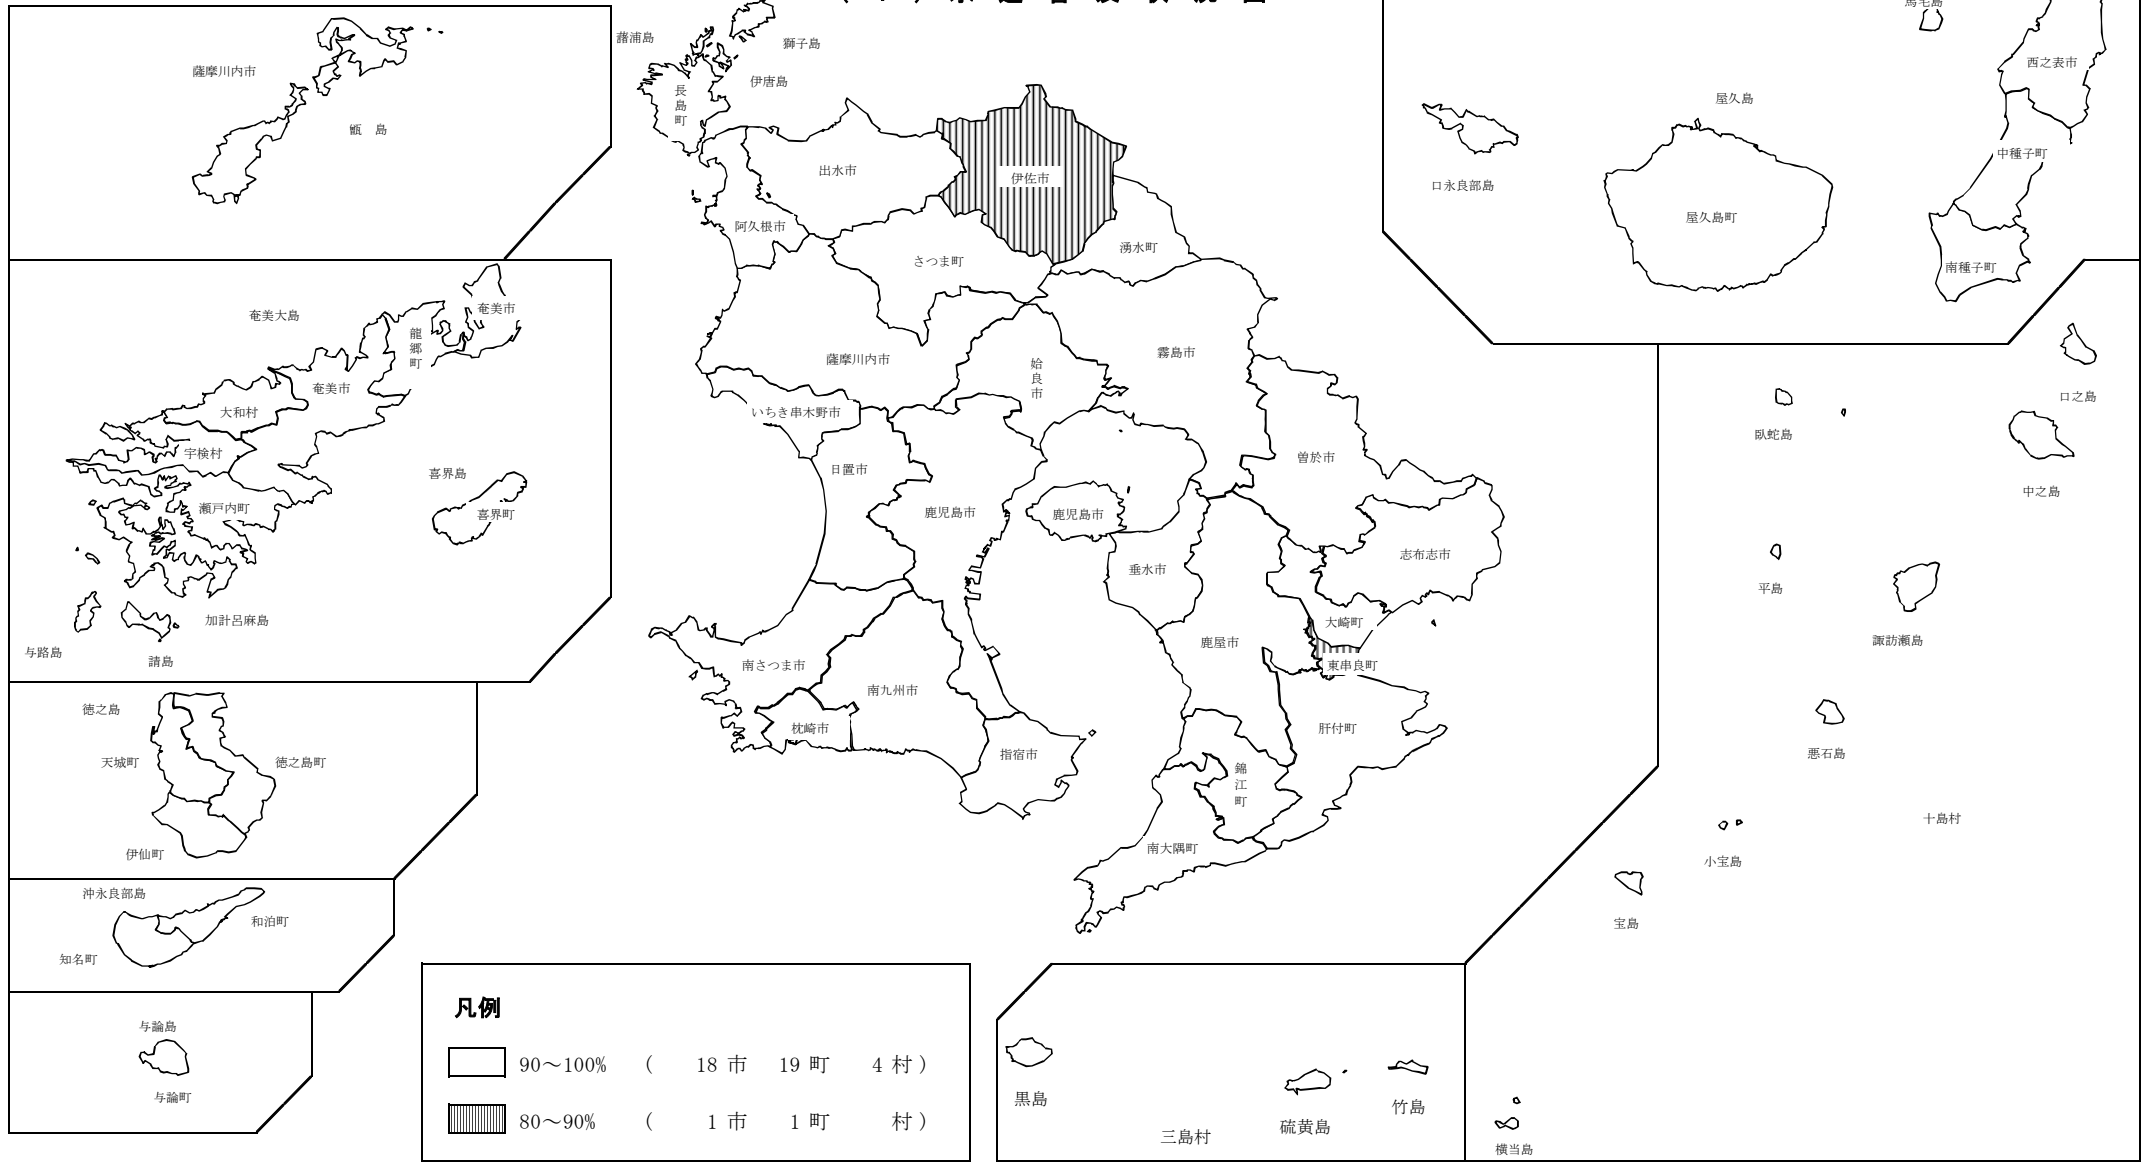 薩摩川内市
甑 島
奄美大島
奄美市
龍郷町
奄美市
大和村
宇検村
瀬戸内町
喜界島
喜界町
加計呂麻島
与路島
請島
徳之島
天城町
徳之島町
伊仙町
沖永良部島
和泊町
知名町
与論島
与論町
獅子島
伊唐島
長島町
出水市
伊佐市
阿久根市
さつま町
湧水町
薩摩川内市
姶良市
霧島市
いちき串木野市
日置市
鹿児島市
鹿児島市
曽於市
志布志市
垂水市
大崎町
鹿屋市
東串良町
南さつま市
南九州市
枕崎市
指宿市
肝付町
錦江町
南大隅町
馬毛島
西之表市
屋久島
中種子町
口永良部島
屋久島町
南種子町
口之島
臥蛇島
中之島
平島
諏訪瀬島
悪石島
十島村
小宝島
宝島
横当島
黒島
硫黄島
竹島
三島村
凡例
90～100% （ 18 市 19 町 4 村）
80～90% （ 1 市 1 町 村）